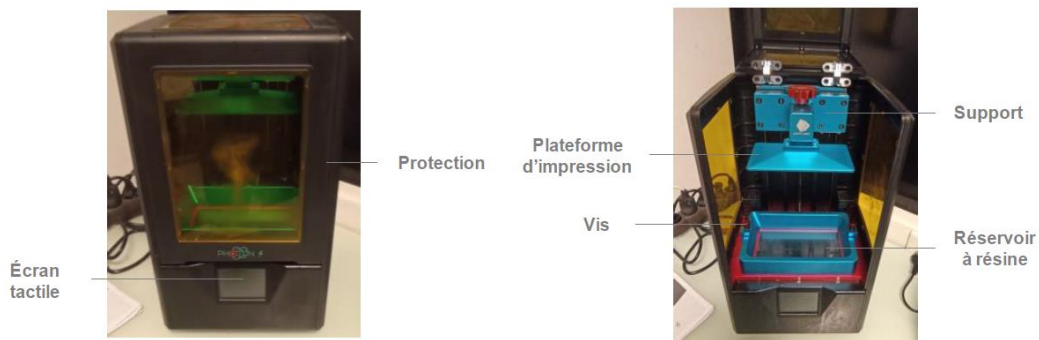 Protection
Écran
tactile
Plateforme
d'impression
Vis
Support
Réservoir
à résine